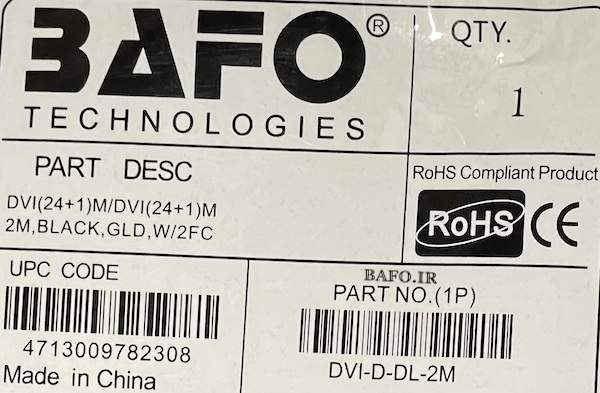 BAFO®
TECHNOLOGIES
QTY.
1
PART DESC
DVI(24+1)M/DVI(24+1)M
2M,BLACK,GLD,W/2FC
RoHS Compliant Product
RoHS CE
UPC CODE
4713009782308
Made in China
BAFO.IR
PART NO.(1P)
DVI-D-DL-2M